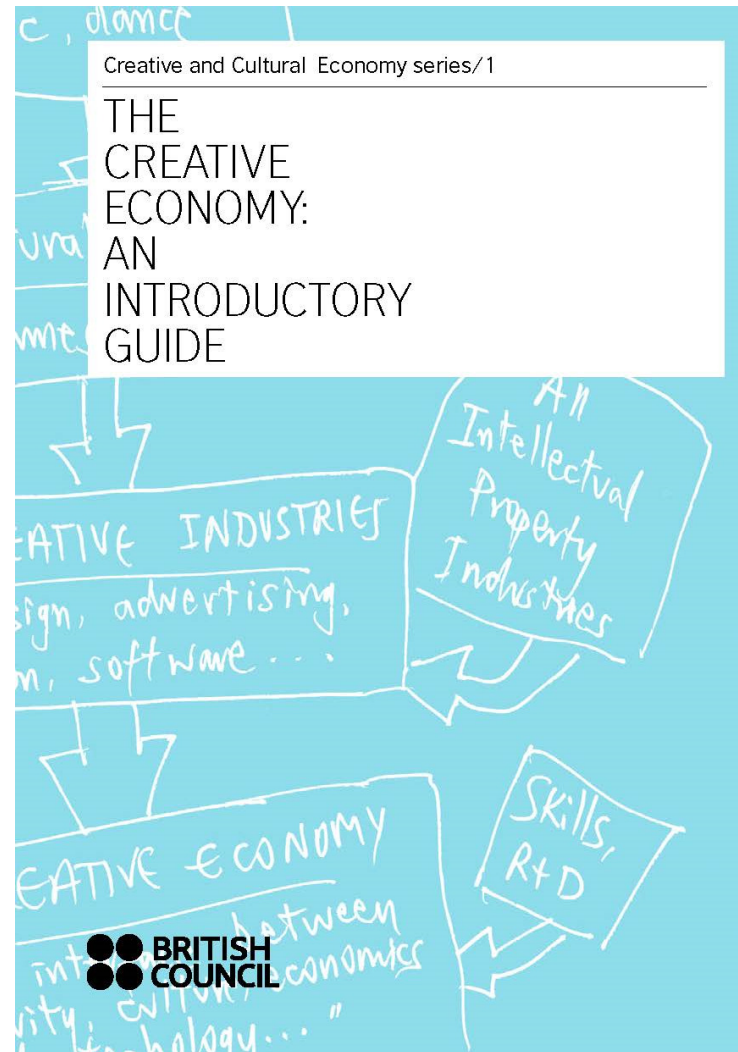 c, dance
Creative and Cultural Economy series/1
THE
CREATIVE
ECONOMY:
AN
INTRODUCTORY
GUIDE
An
Intellectual
Property
Industries
EATIVE INDUSTRIES
ign, advertising,
n, software ...
Skills,
R+D
EATIVE ECONOMY
between
economics
BRITISH
COUNCIL